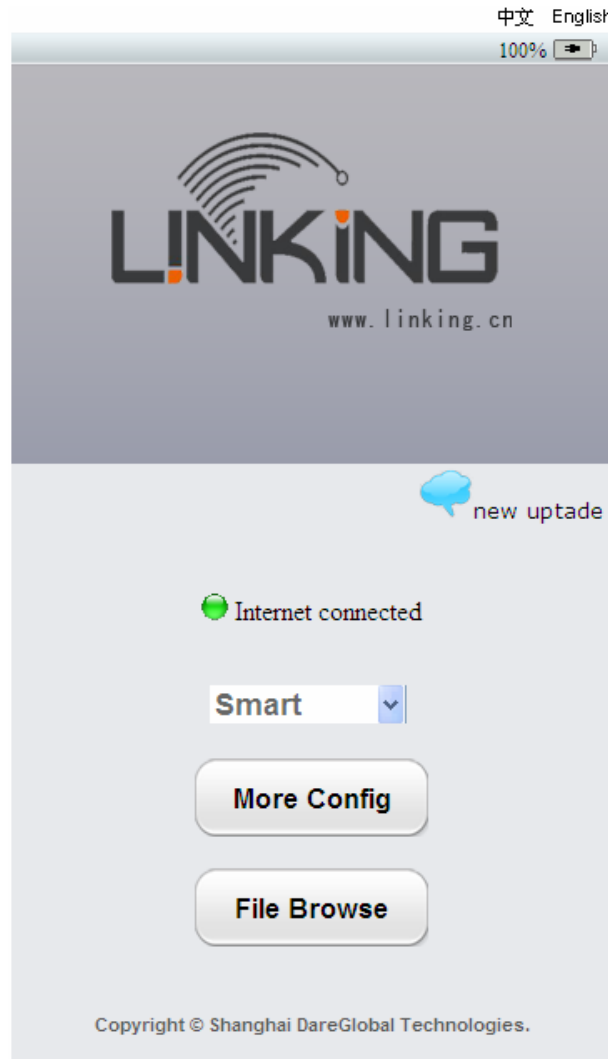 中文 English
100%
LINKiNG
www.linking.cn
new uptade
Internet connected
Smart
More Config
File Browse
Copyright © Shanghai DareGlobal Technologies.